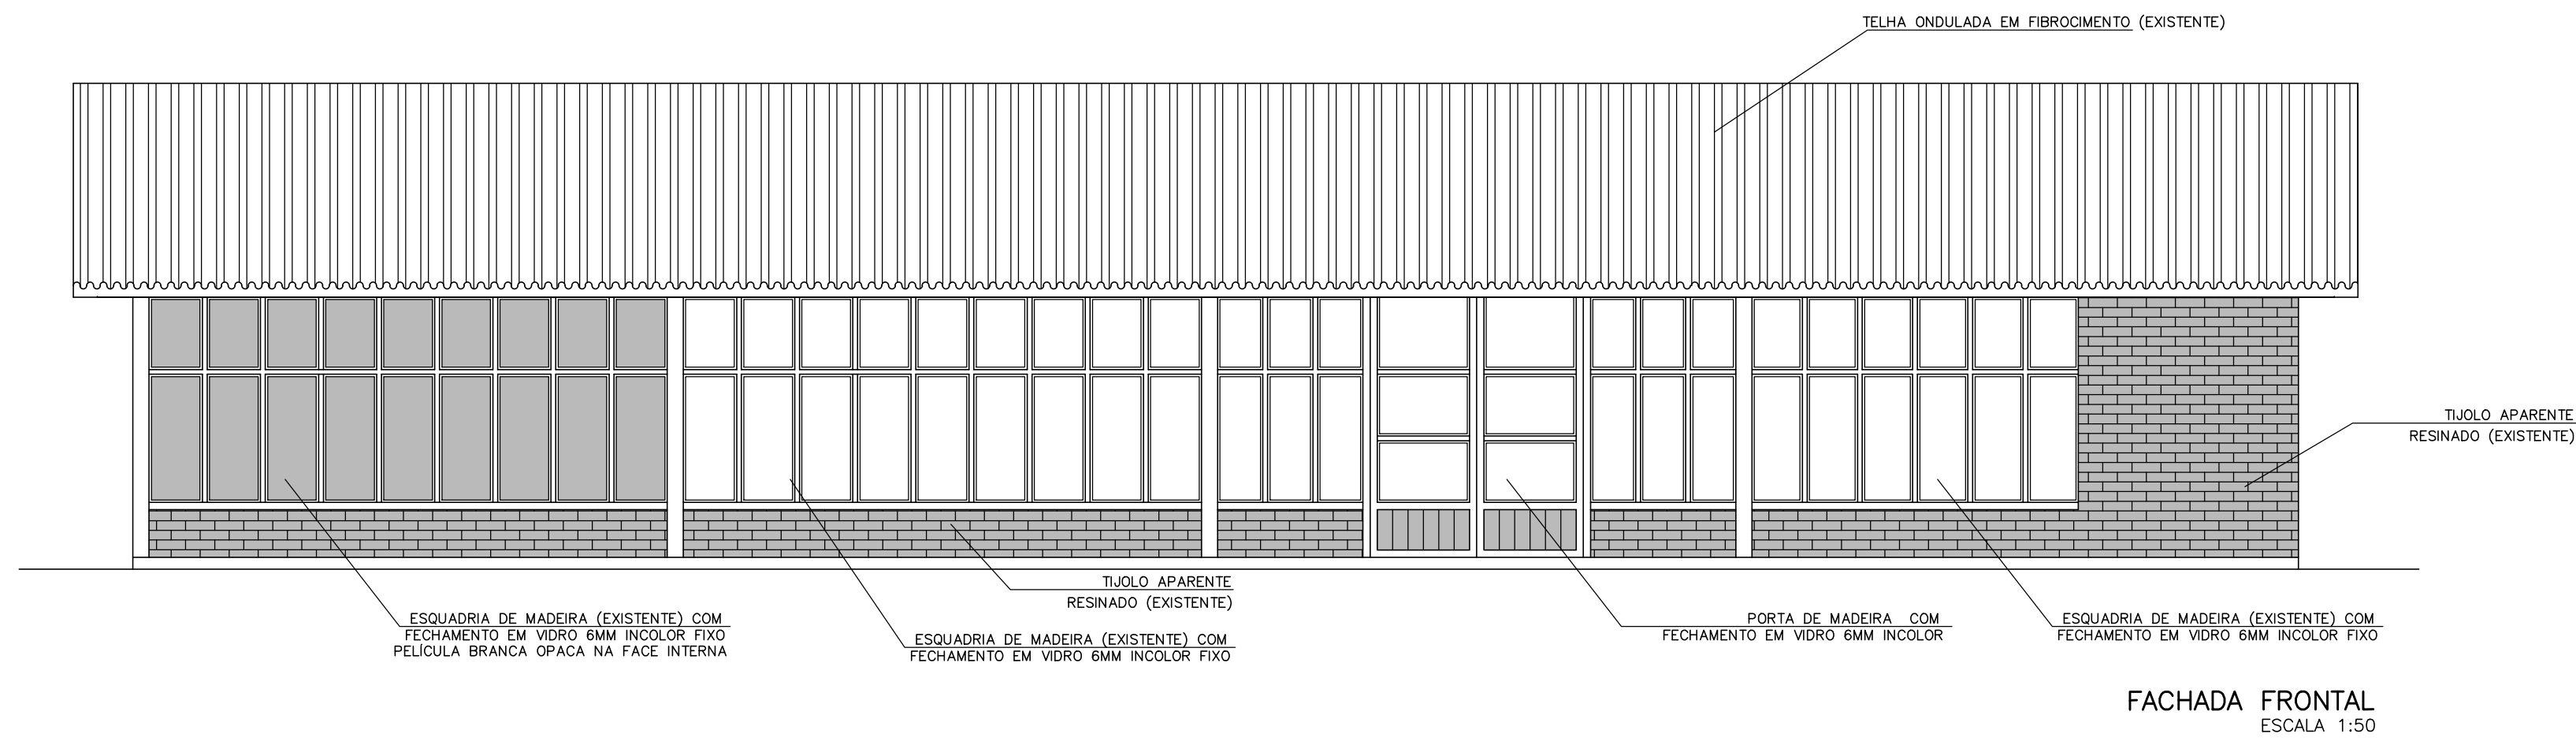 TELHA ONDULADA EM FIBROCIMENTO (EXISTENTE)
TIJOLO APARENTE
RESINADO (EXISTENTE)
TIJOLO APARENTE
RESINADO (EXISTENTE)
ESQUADRIA DE MADEIRA (EXISTENTE) COM
FECHAMENTO EM VIDRO 6MM INCOLOR FIXO
PELÍCULA BRANCA OPACA NA FACE INTERNA
ESQUADRIA DE MADEIRA (EXISTENTE) COM
FECHAMENTO EM VIDRO 6MM INCOLOR FIXO
PORTA DE MADEIRA COM
FECHAMENTO EM VIDRO 6MM INCOLOR
ESQUADRIA DE MADEIRA (EXISTENTE) COM
FECHAMENTO EM VIDRO 6MM INCOLOR FIXO
FACHADA FRONTAL
ESCALA 1:50